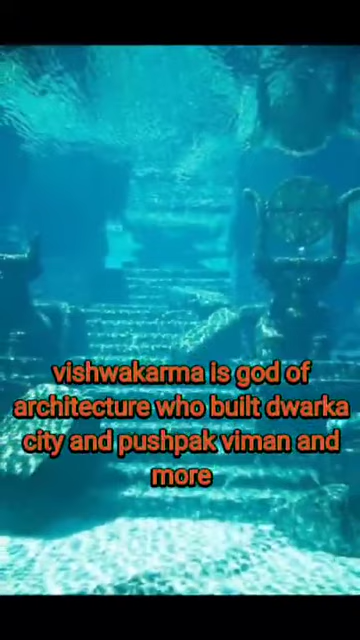 vishwakarma is god of
architecture who built dwarka
city and pushpak viman and
more